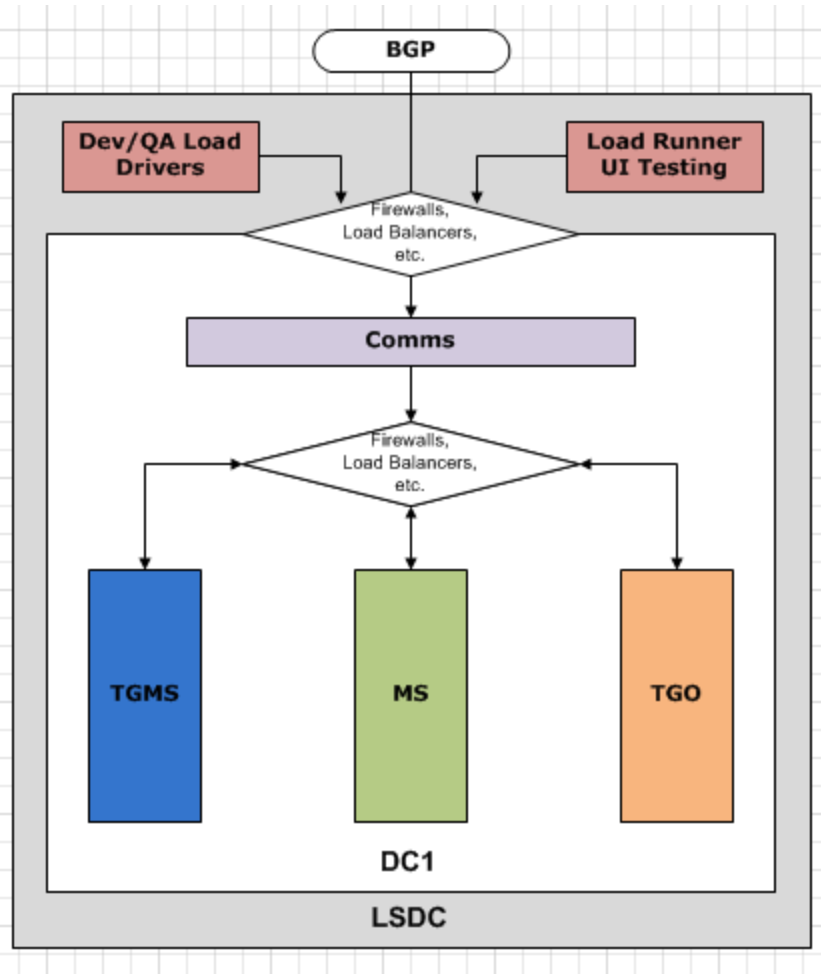 BGP
Dev/QA Load
Drivers
Load Runner
UI Testing
Firewalls,
Load Balancers,
etc.
Comms
Firewalls,
Load Balancers,
etc.
TGMS
MS
TGO
DC1
LSDC